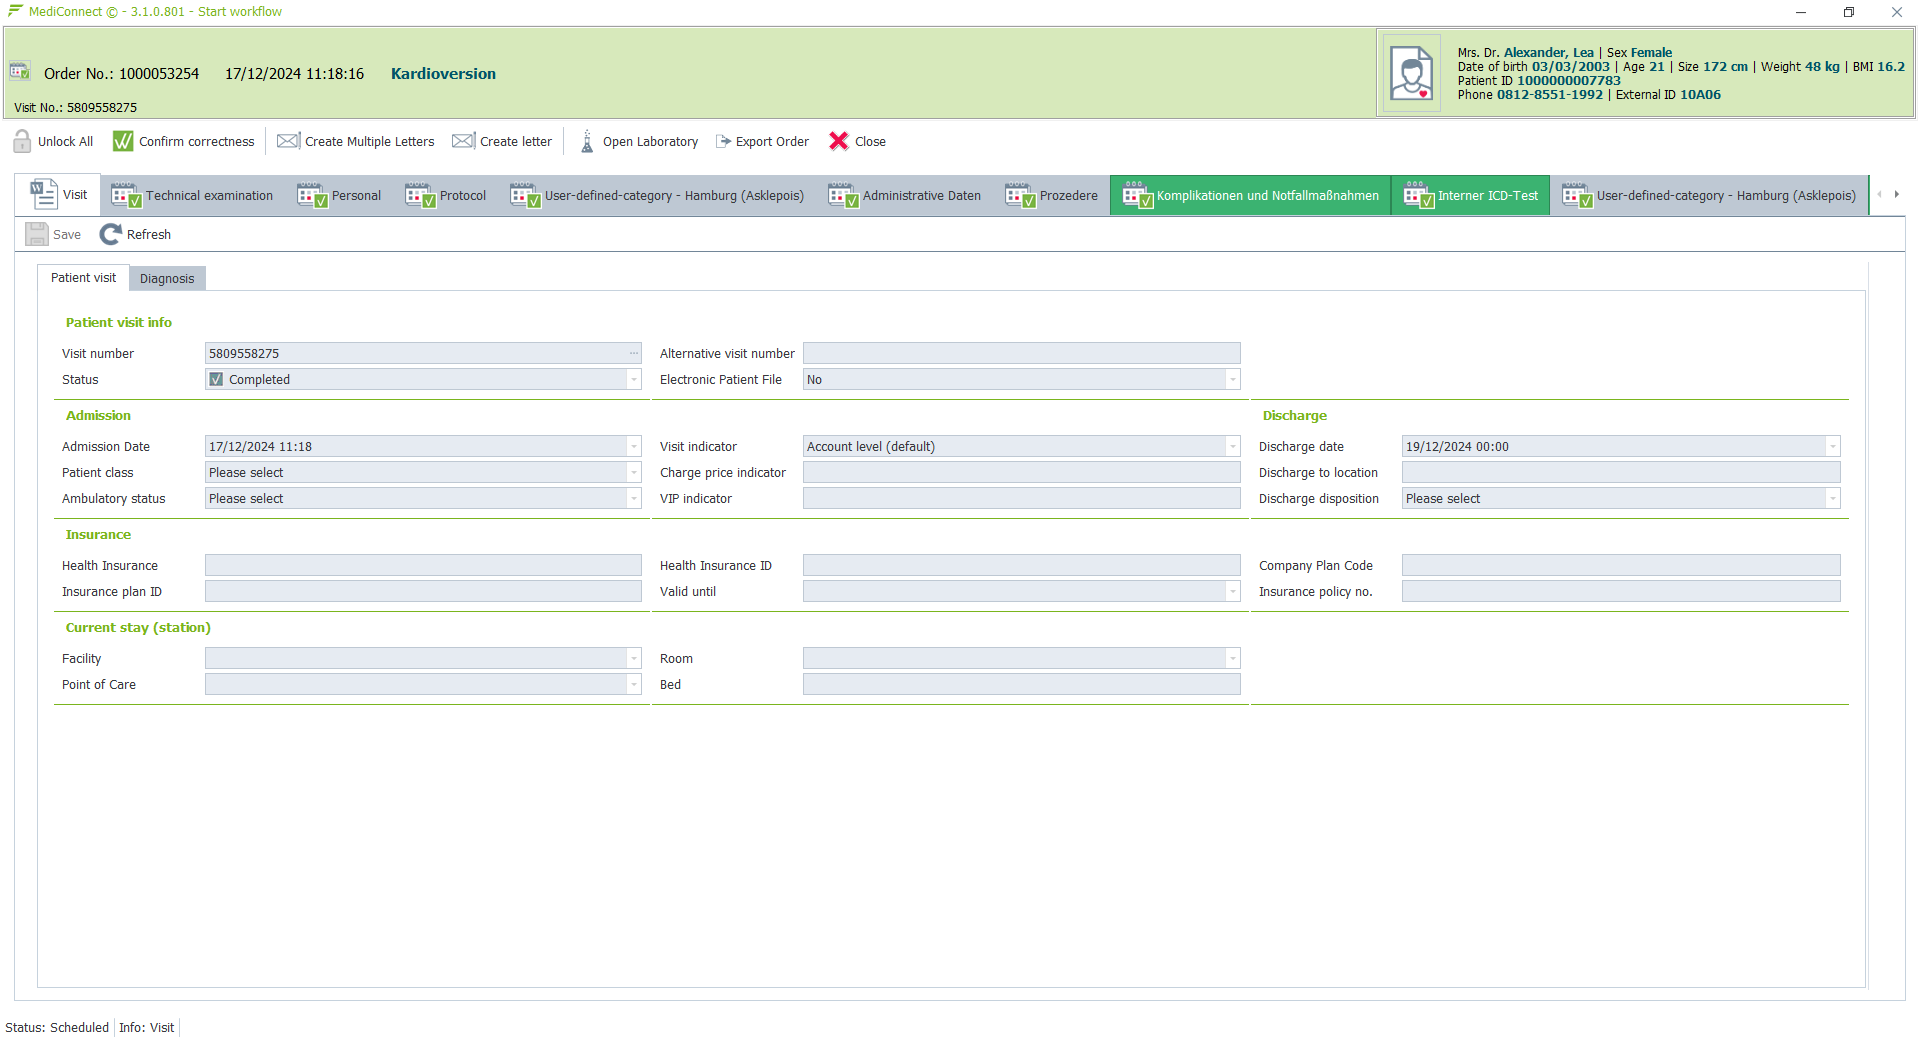 MediConnect © - 3.1.0.801 - Start workflow
Order No.: 1000053254 17/12/2024 11:18:16 Kardioversion
Visit No.: 5809558275
Mrs. Dr. Alexander, Lea | Sex Female
Date of birth 03/03/2003 | Age 21 | Size 172 cm | Weight 48 kg | BMI 16.2
Patient ID 1000000007783
Phone 0812-8551-1992 | External ID 10A06
Unlock All Confirm correctness Create Multiple Letters Create letter Open Laboratory Export Order Close
Visit Technical examination Personal Protocol User-defined-category - Hamburg (Asklepois) Administrative Daten Prozedere Komplikationen und Notfallmaßnahmen Interner ICD-Test User-defined-category - Hamburg (Asklepois)
Save Refresh
Patient visit Diagnosis
Patient visit info
Visit number 5809558275 ... Alternative visit number
Status Completed Electronic Patient File No
Admission Discharge
Admission Date 17/12/2024 11:18 Visit indicator Account level (default) Discharge date 19/12/2024 00:00
Patient class Please select Charge price indicator Discharge to location
Ambulatory status Please select VIP indicator Discharge disposition Please select
Insurance
Health Insurance Health Insurance ID Company Plan Code
Insurance plan ID Valid until Insurance policy no.
Current stay (station)
Facility Room
Point of Care Bed
Status: Scheduled Info: Visit